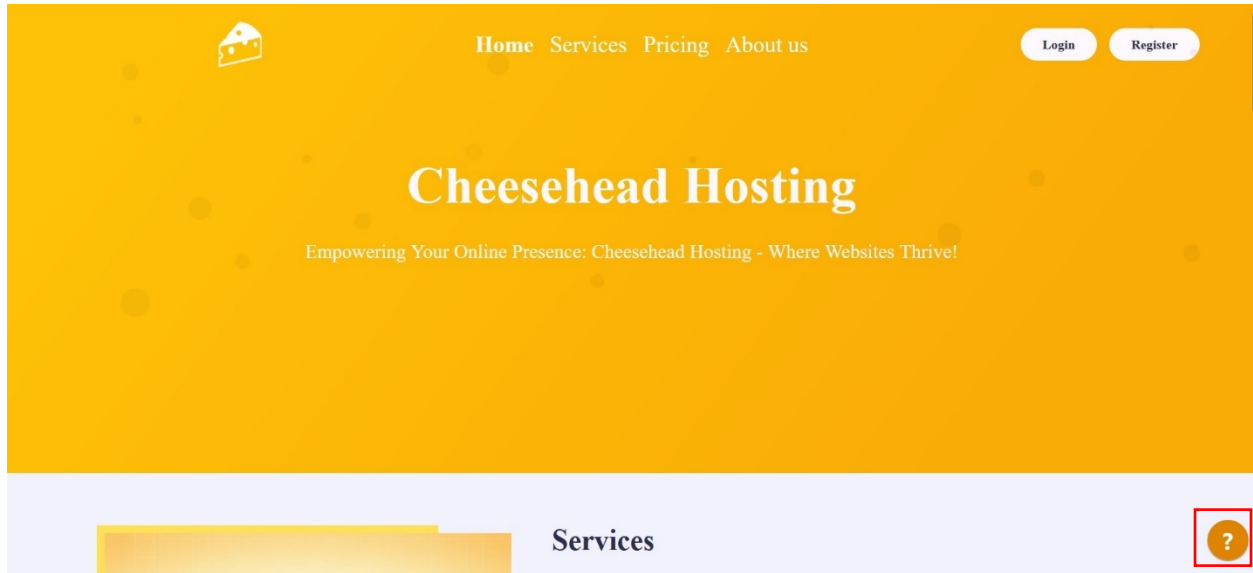 Home Services Pricing About us
Login Register
Cheesehead Hosting
Empowering Your Online Presence: Cheesehead Hosting - Where Websites Thrive!
Services
?